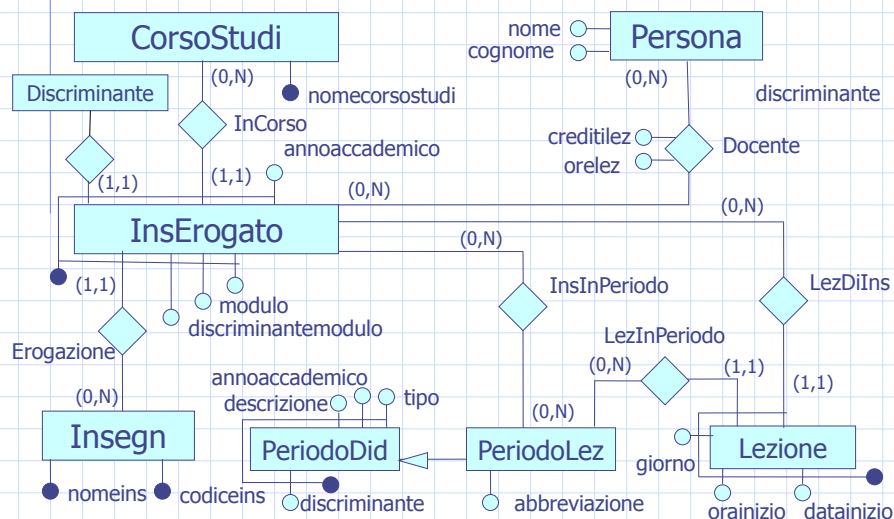 CorsoStudi
nome
cognome
Persona
(0,N)
(0,N)
Discriminante
nomecorsostudi
discriminante
InCorso
creditilez
orelez
Docente
annoaccademico
(1,1)
(1,1)
(0,N)
(0,N)
InsErogato
(0,N)
(1,1)
InsInPeriodo
LezDiIns
modulo
discriminantemodulo
Erogazione
LezInPeriodo
annoaccademico
descrizione
tipo
(0,N)
(1,1)
(1,1)
(0,N)
(0,N)
Insegn
PeriodoDid
PeriodoLez
Lezione
giorno
nomeins
codiceins
discriminante
abbreviazione
orainizio
datainizio